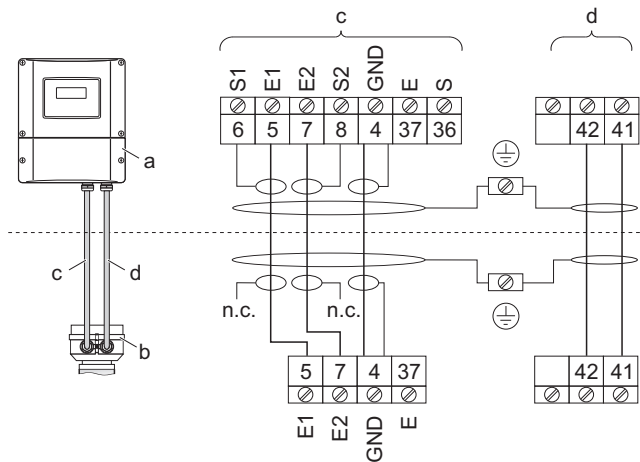 c
d
S1 E1 E2 S2 GND E S
6 5 7 8 4 37 36
42 41
a
c
d
b
n.c. n.c.
5 7 4 37
42 41
E1 E2 GND E